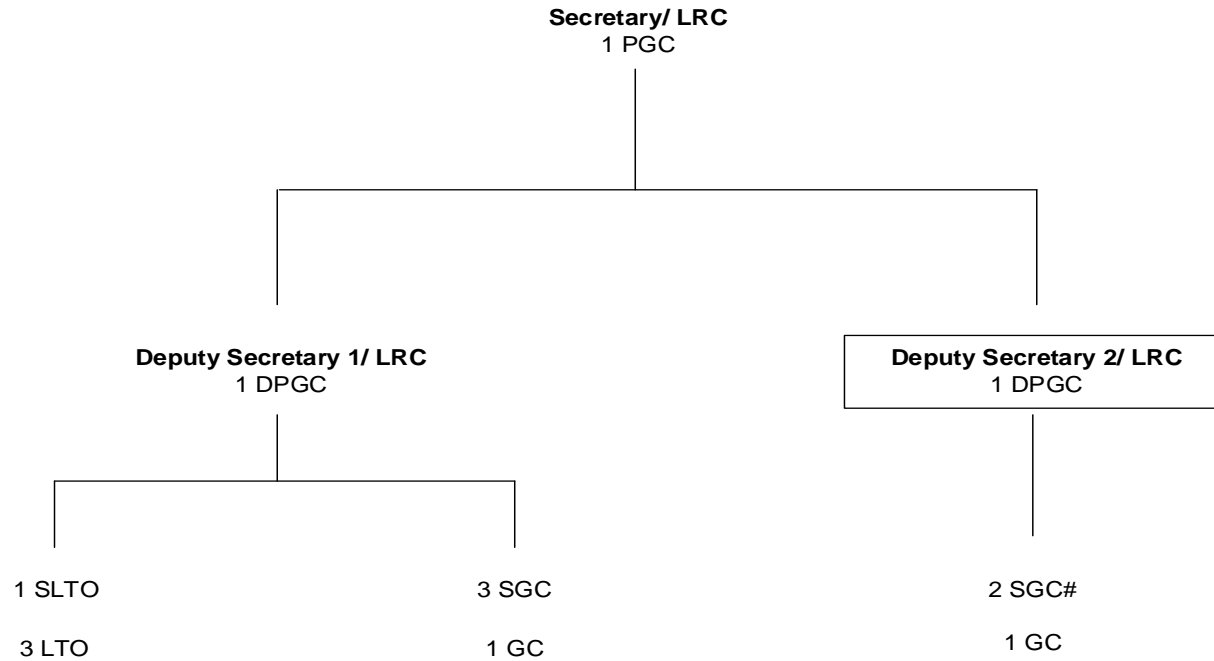 Secretary/ LRC
1 PGC
Deputy Secretary 1/ LRC
1 DPGC
Deputy Secretary 2/ LRC
1 DPGC
1 SLTO
3 LTO
3 SGC
1 GC
2 SGC#
1 GC